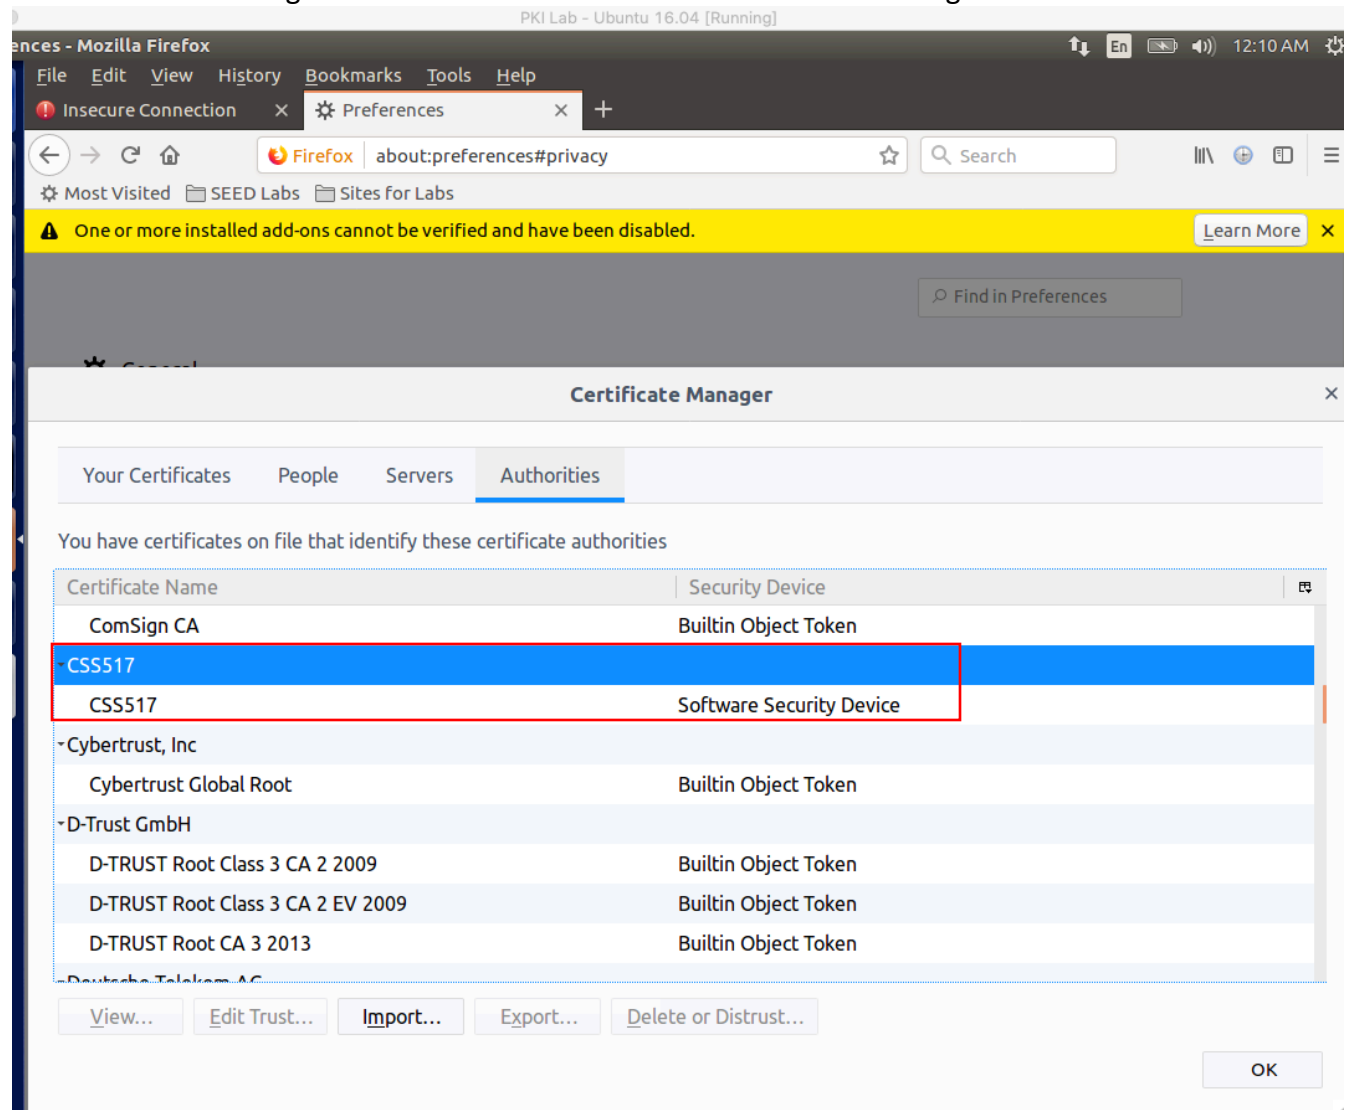 PKI Lab - Ubuntu 16.04 [Running]
ences - Mozilla Firefox En 12:10 AM
File Edit View History Bookmarks Tools Help
Insecure Connection × Preferences × +
Firefox about:preferences#privacy Search
Most Visited SEED Labs Sites for Labs
One or more installed add-ons cannot be verified and have been disabled. Learn More ×
Find in Preferences
General
Certificate Manager ×
Your Certificates People Servers Authorities
You have certificates on file that identify these certificate authorities
Certificate Name Security Device
ComSign CA Builtin Object Token
CSS517
CSS517 Software Security Device
Cybertrust, Inc
Cybertrust Global Root Builtin Object Token
D-Trust GmbH
D-TRUST Root Class 3 CA 2 2009 Builtin Object Token
D-TRUST Root Class 3 CA 2 EV 2009 Builtin Object Token
D-TRUST Root CA 3 2013 Builtin Object Token
Deutsche Telekom AG
View... Edit Trust... Import... Export... Delete or Distrust...
OK